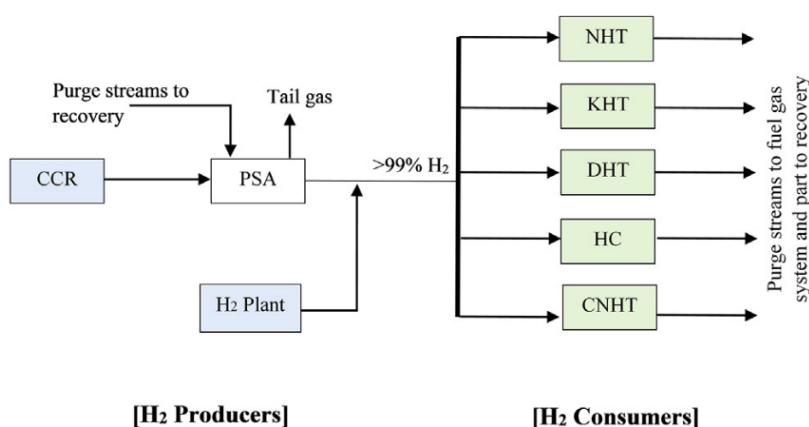 Purge streams to
recovery
Tail gas
CCR
PSA
>99% H₂
H₂ Plant
NHT
KHT
DHT
HC
CNHT
Purge streams to fuel gas
system and part to recovery
[H₂ Producers]
[H₂ Consumers]